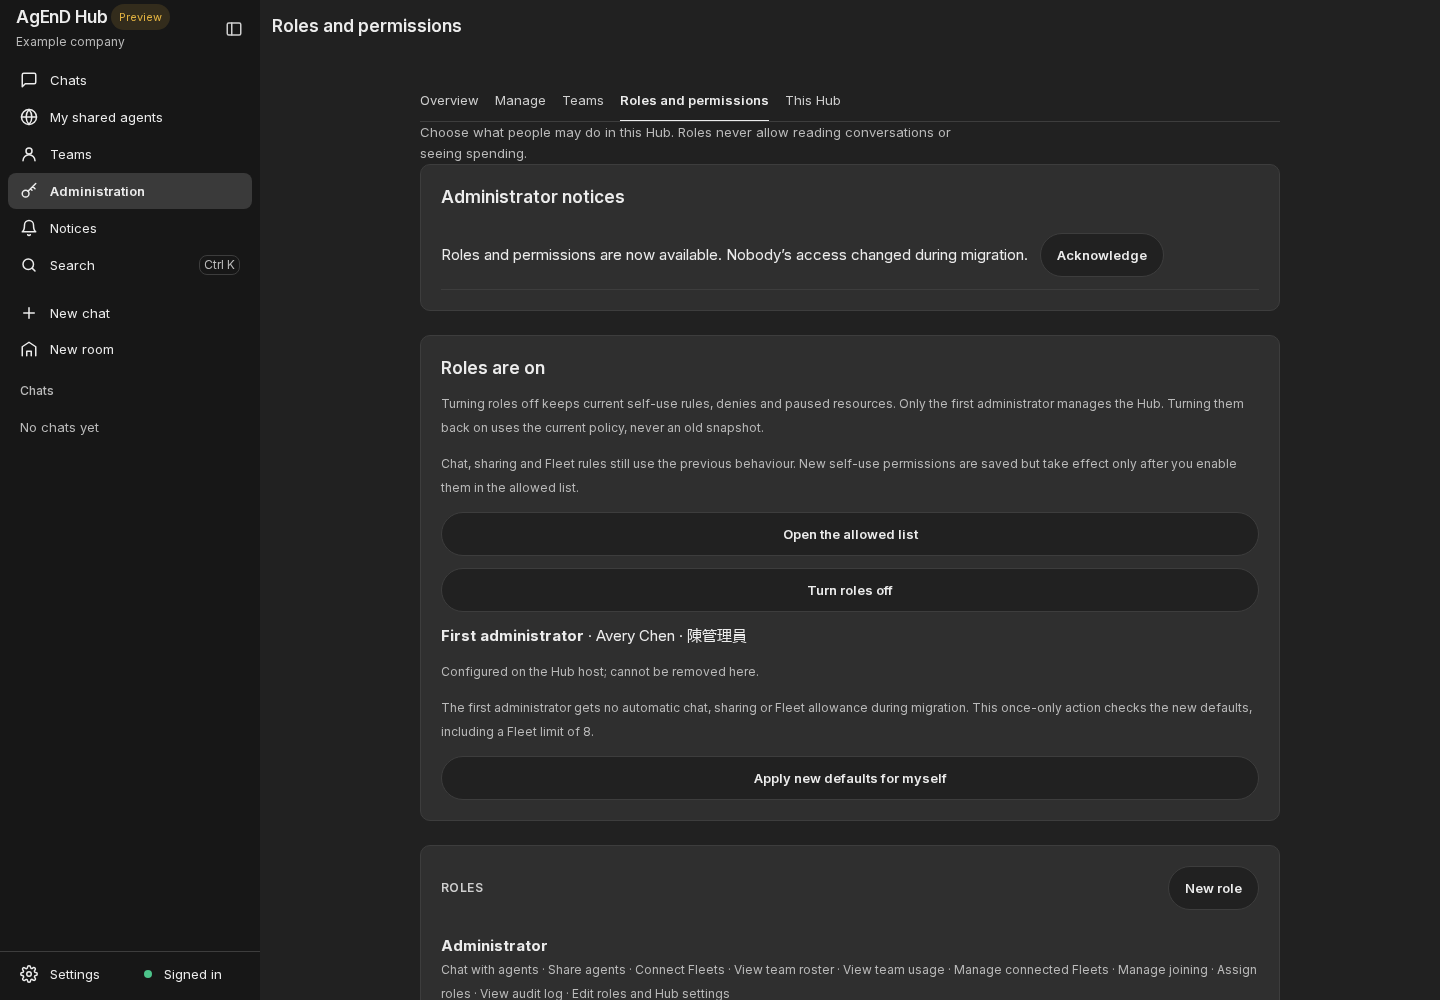 AgEnD Hub Preview
Example company
Chats
My shared agents
Teams
Administration
Notices
Search Ctrl K
New chat
New room
Chats
No chats yet
Settings
Signed in
Roles and permissions
Overview Manage Teams Roles and permissions This Hub
Choose what people may do in this Hub. Roles never allow reading conversations or
seeing spending.
Administrator notices
Roles and permissions are now available. Nobody’s access changed during migration. Acknowledge
Roles are on
Turning roles off keeps current self-use rules, denies and paused resources. Only the first administrator manages the Hub. Turning them
back on uses the current policy, never an old snapshot.
Chat, sharing and Fleet rules still use the previous behaviour. New self-use permissions are saved but take effect only after you enable
them in the allowed list.
Open the allowed list
Turn roles off
First administrator · Avery Chen · 陳管理員
Configured on the Hub host; cannot be removed here.
The first administrator gets no automatic chat, sharing or Fleet allowance during migration. This once-only action checks the new defaults,
including a Fleet limit of 8.
Apply new defaults for myself
ROLES New role
Administrator
Chat with agents · Share agents · Connect Fleets · View team roster · View team usage · Manage connected Fleets · Manage joining · Assign
roles · View audit log · Edit roles and Hub settings